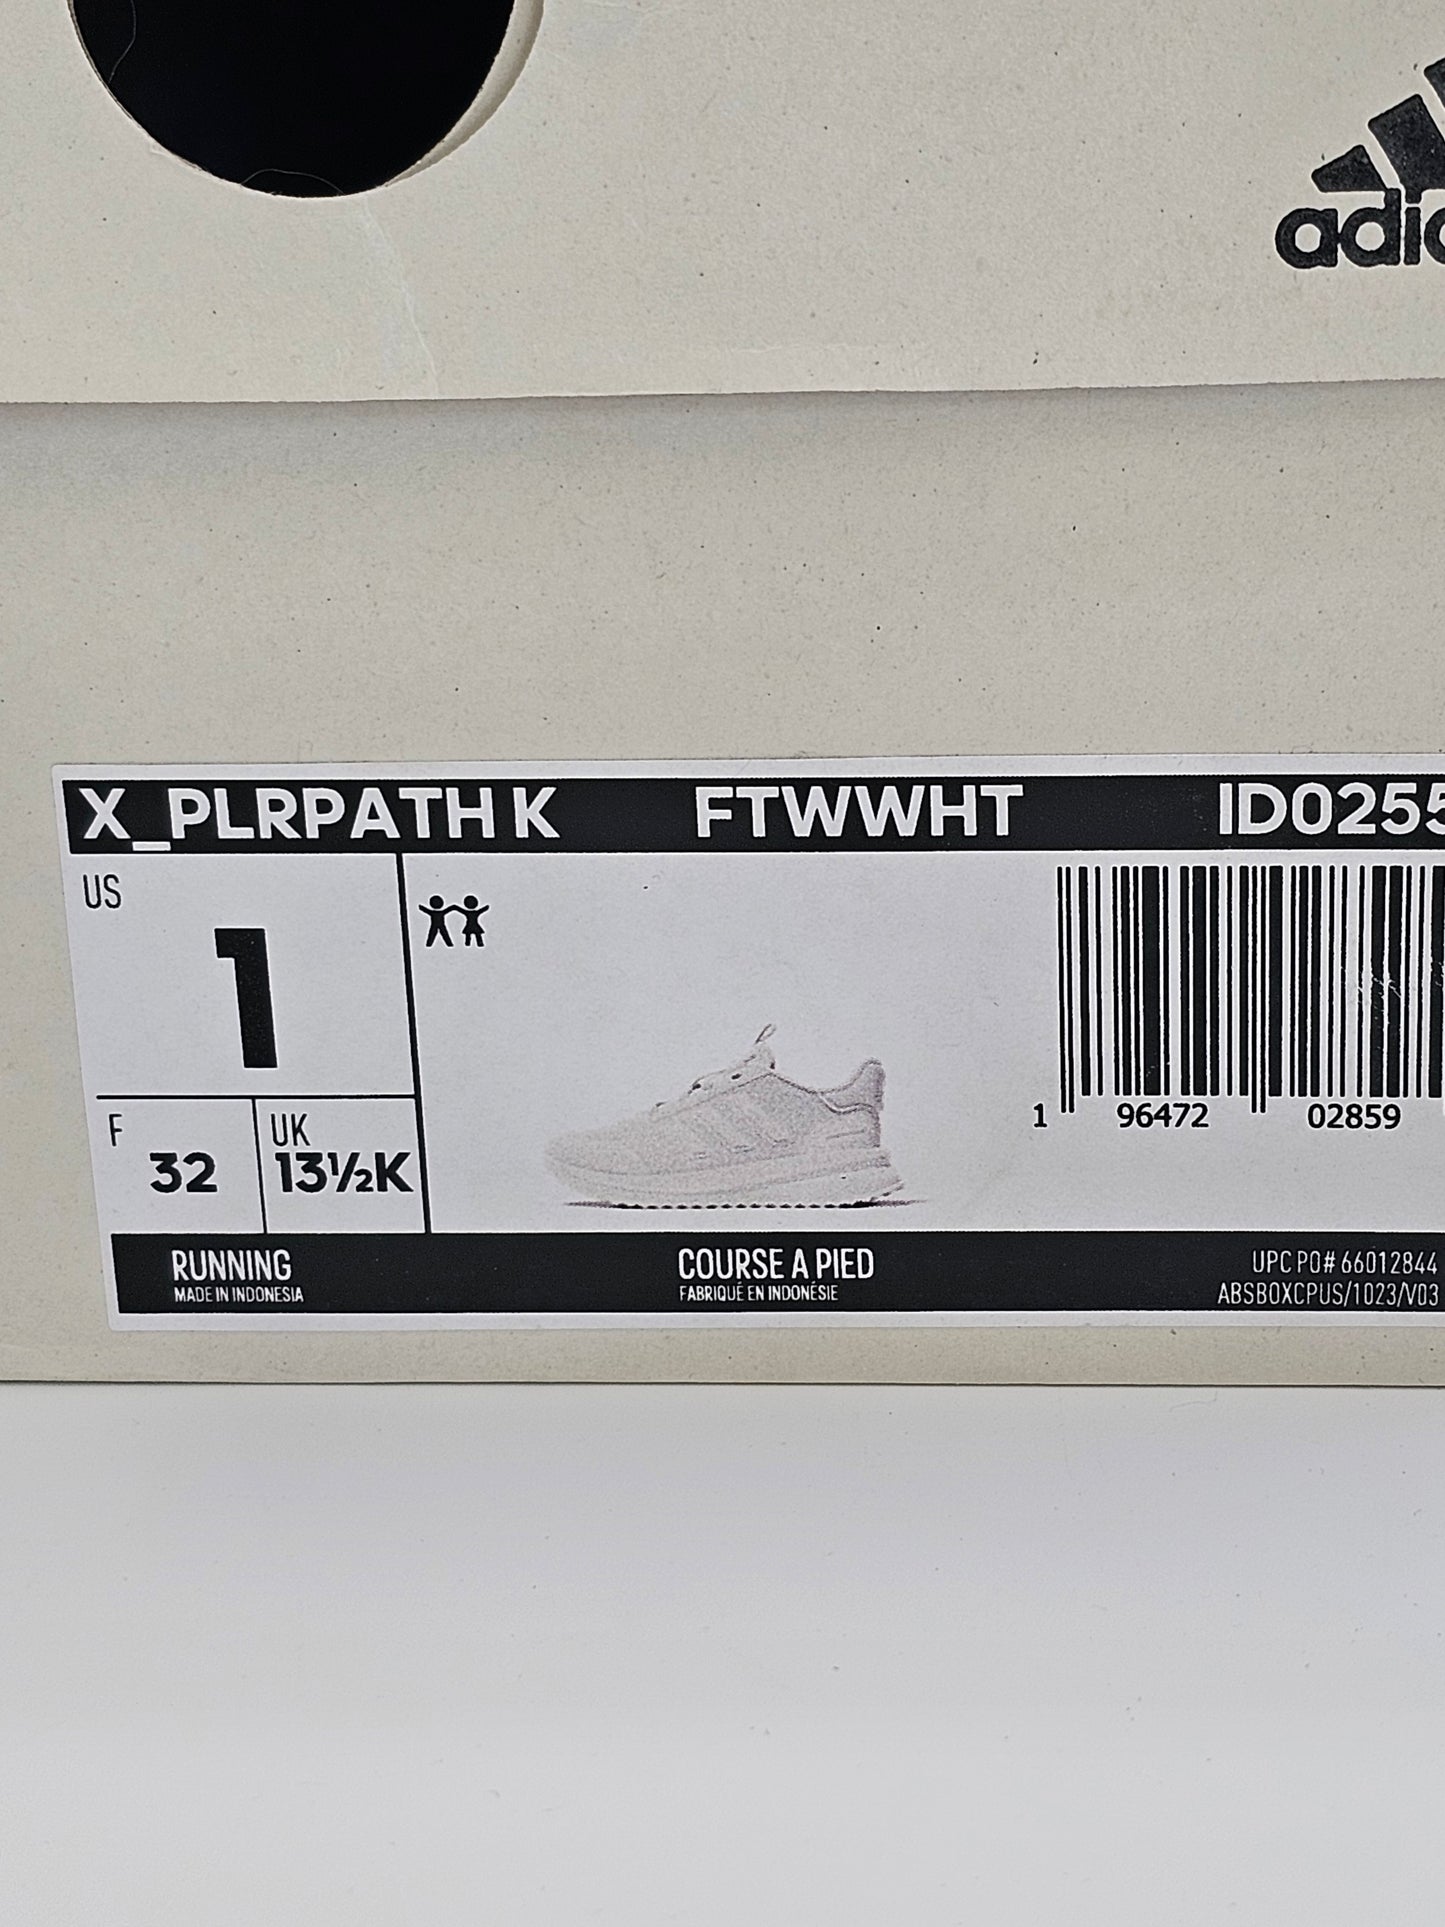 adid
X_PLRPATH K FTWWHT ID0255
US
1
F 32 UK 13½K
1 96472 02859
RUNNING COURSE A PIED UPC PO# 66012844
MADE IN INDONESIA FABRIQUÉ EN INDONÉSIE ABSBOXCPUS/1023/V03